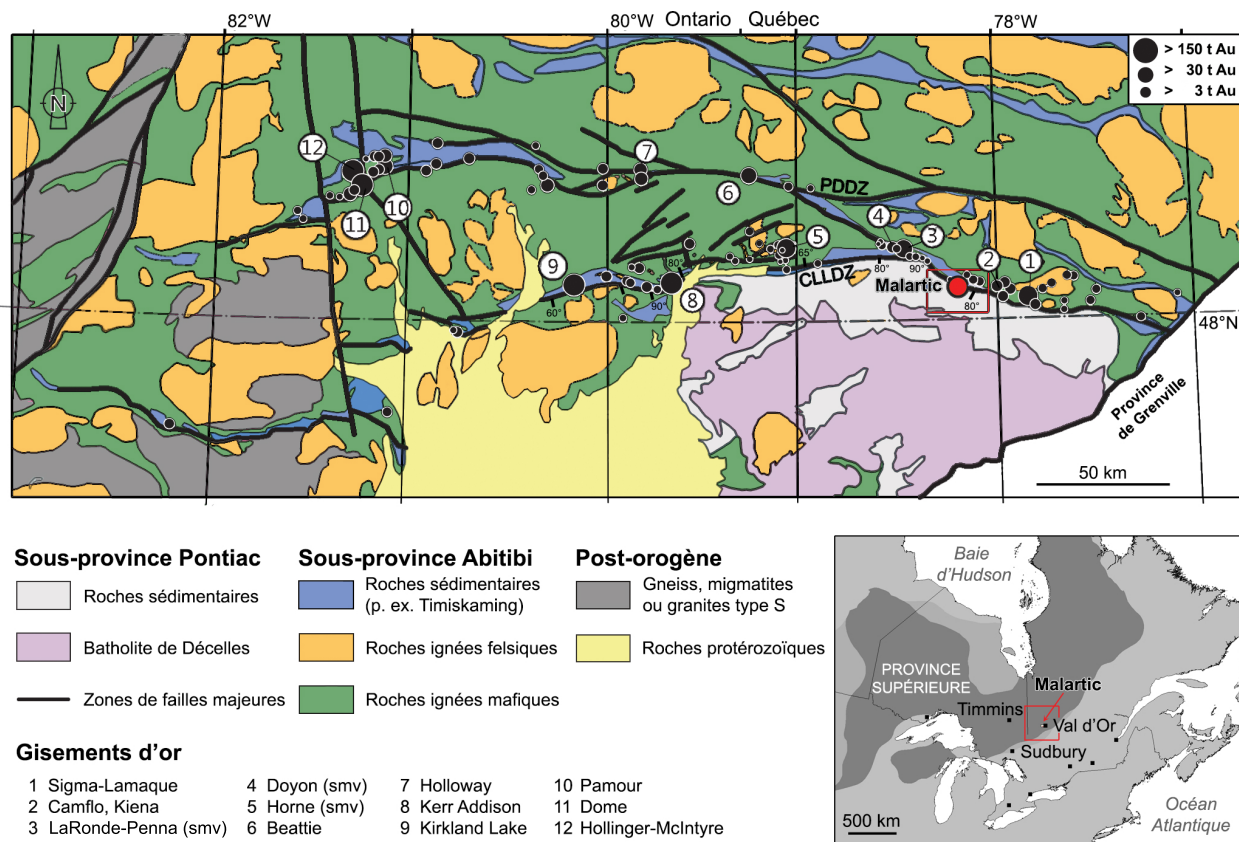 82°W
80°W
Ontario
Québec
78°W
> 150 t Au
> 30 t Au
> 3 t Au
N
12
7
6
PDDZ
11
10
4
3
5
65°
2
1
9
80°
CLLDZ
80°
90°
Malartic
60°
90°
8
80°
48°N
Province
de Grenville
50 km
Sous-province Pontiac
Roches sédimentaires
Batholite de Décelles
Zones de failles majeures
Sous-province Abitibi
Roches sédimentaires
(p. ex. Timiskaming)
Roches ignées felsiques
Roches ignées mafiques
Post-orogène
Gneiss, migmatites
ou granites type S
Roches protérozoïques
Gisements d'or
1 Sigma-Lamaque
2 Camflo, Kiena
3 LaRonde-Penna (smv)
4 Doyon (smv)
5 Horne (smv)
6 Beattie
7 Holloway
8 Kerr Addison
9 Kirkland Lake
10 Pamour
11 Dome
12 Hollinger-McIntyre
Baie
d'Hudson
PROVINCE
SUPÉRIEURE
Malartic
Timmins
Val d'Or
Sudbury
500 km
Océan
Atlantique